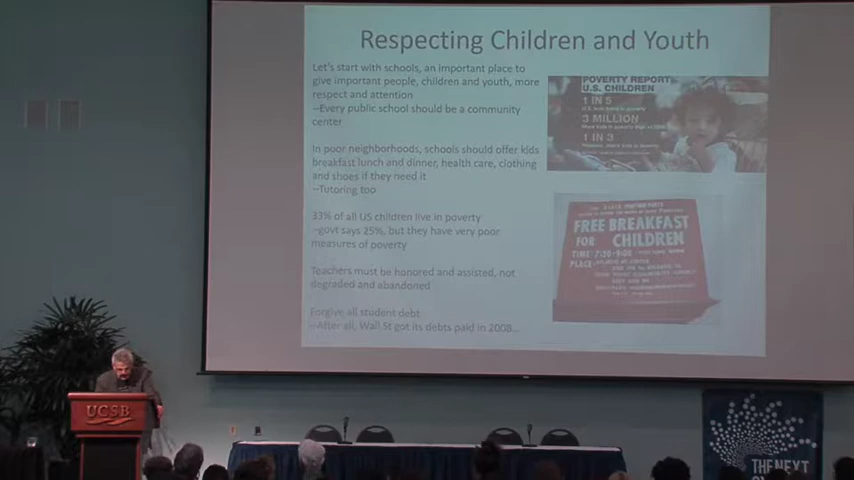 Respecting Children and Youth
Let's start with schools, an important place to
give important people, children and youth, more
respect and attention
–Every public school should be a community
center
In poor neighborhoods, schools should offer kids
breakfast lunch and dinner, health care, clothing
and shoes if they need it
–Tutoring too
33% of all US children live in poverty
–govt says 25%, but they have very poor
measures of poverty
Teachers must be honored and assisted, not
degraded and abandoned
Forgive all student debt
–After all, Wall St got its debts paid in 2008...
POVERTY REPORT
U.S. CHILDREN
1 IN 5
3 MILLION
1 IN 3
FREE BREAKFAST
FOR CHILDREN
TIME
PLACE
UCSB
THE NEXT